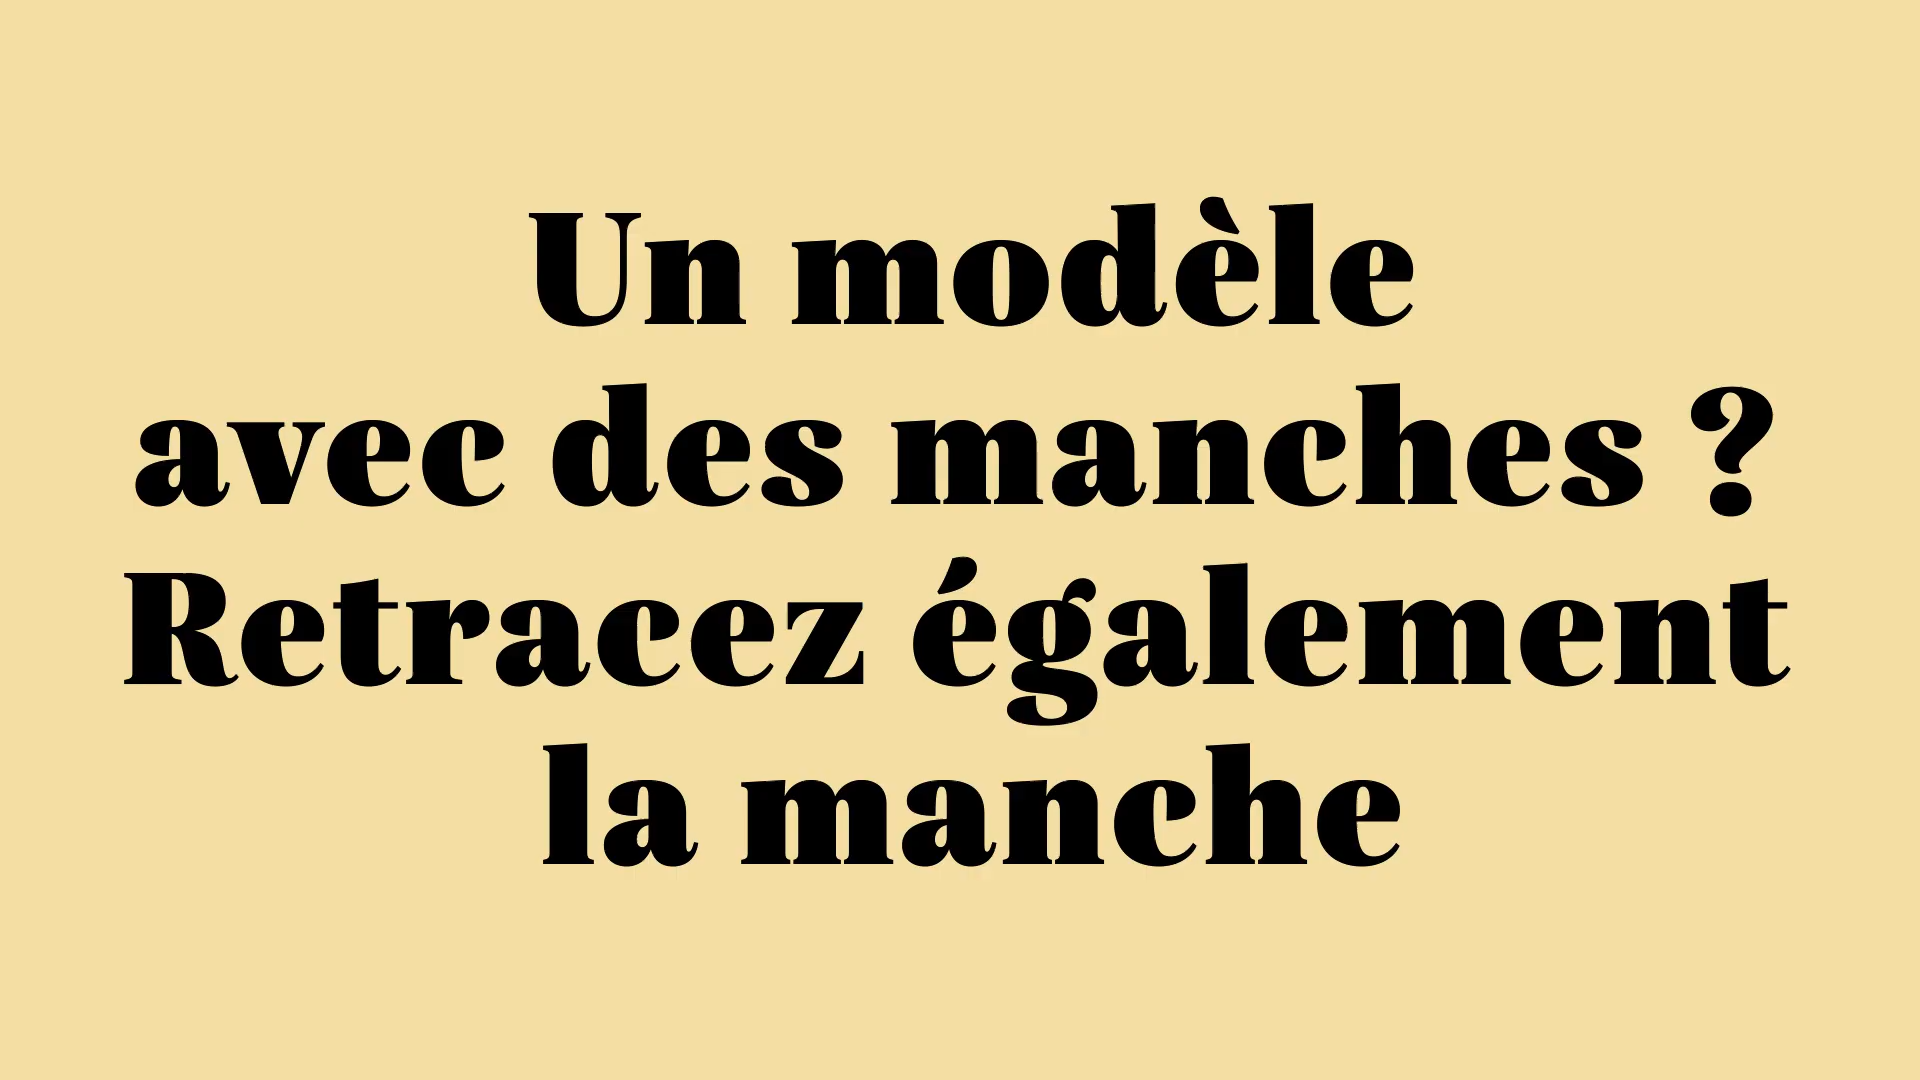 Un modèle
avec des manches ?
Retracez également
la manche